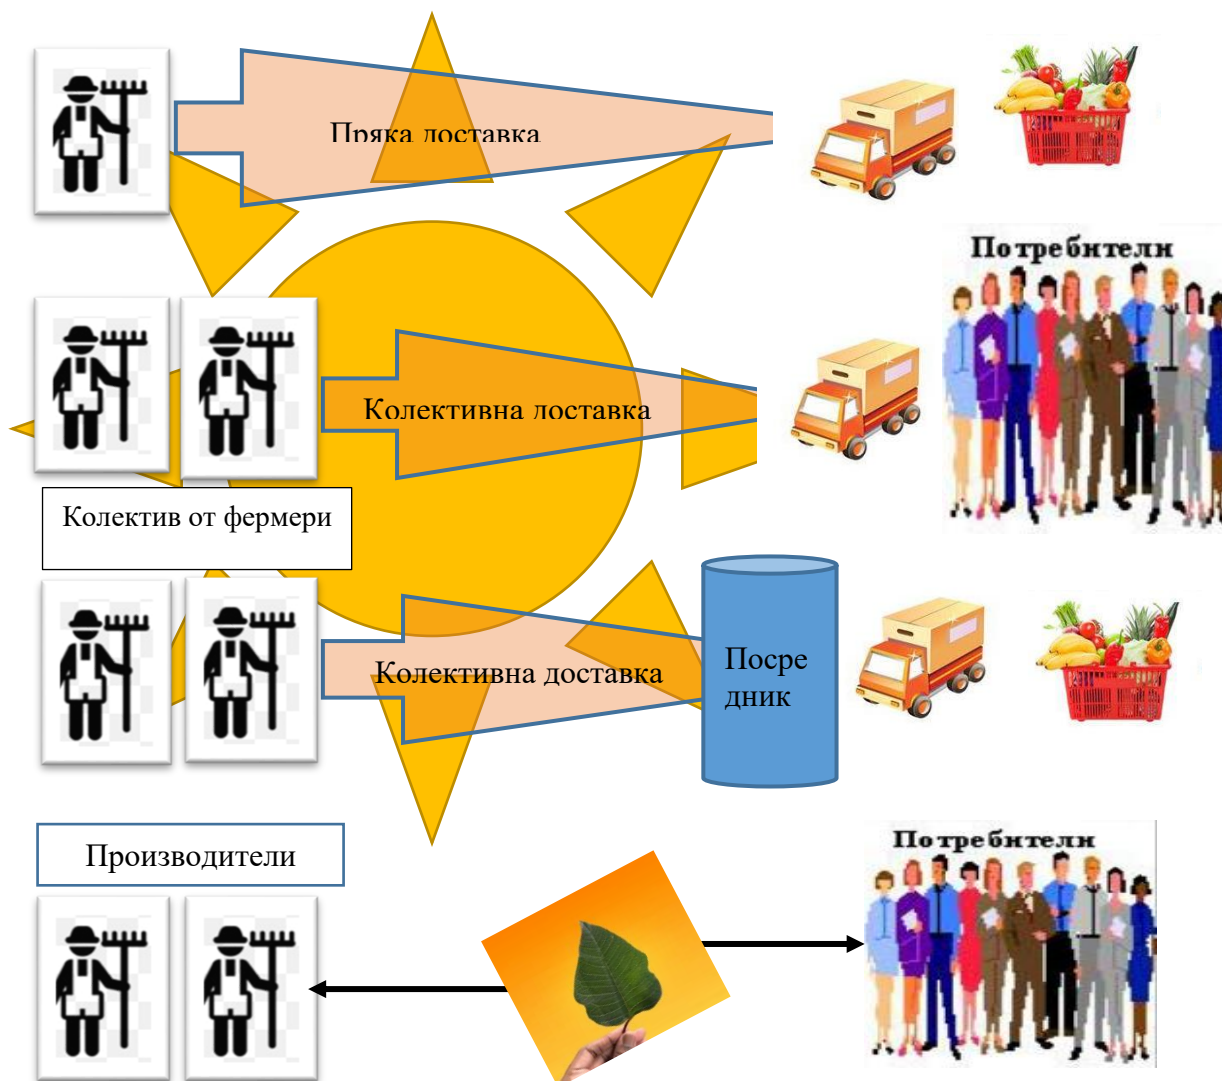 Пряка доставка
Потребители
Колективна доставка
Колектив от фермери
Колективна доставка
Посре
дник
Производители
Потребители